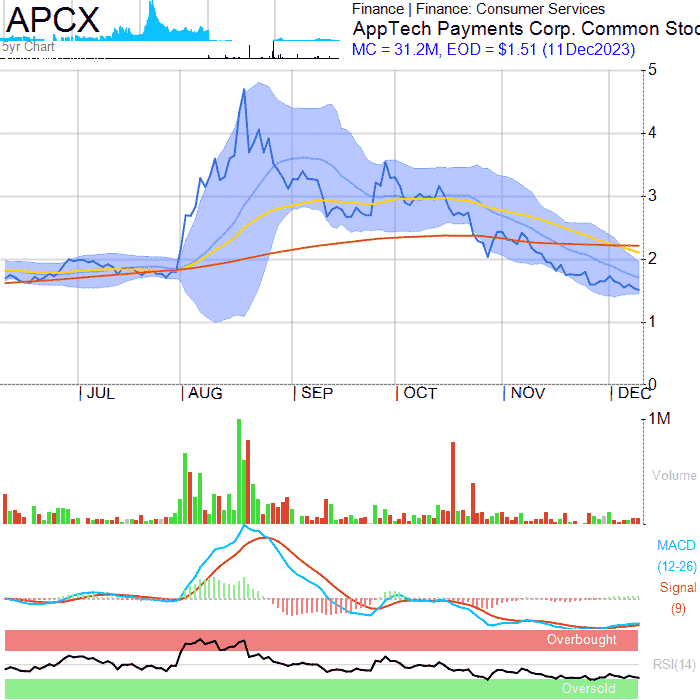 APCX
5yr Chart
Finance | Finance: Consumer Services
AppTech Payments Corp. Common Stoc
MC = 31.2M, EOD = $1.51 (11Dec2023)
5
4
3
2
1
0
JUL
AUG
SEP
OCT
NOV
DEC
1M
Volume
MACD
(12-26)
Signal
(9)
Overbought
RSI(14)
Oversold